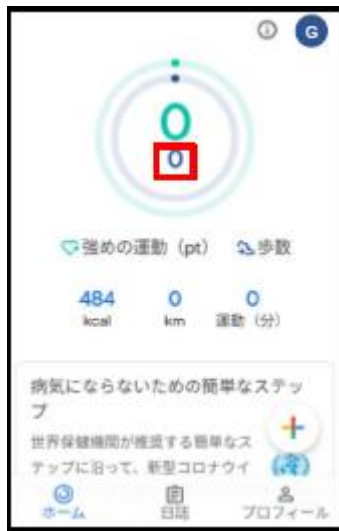 G
0
0
強めの運動（pt） 歩数
484 0 0
kcal km 運動（分）
病気にならないための簡単なステッ
プ
世界保健機関が推奨する簡単なス
テップに沿って、新型コロナウイ
ホーム 日誌 プロフィール